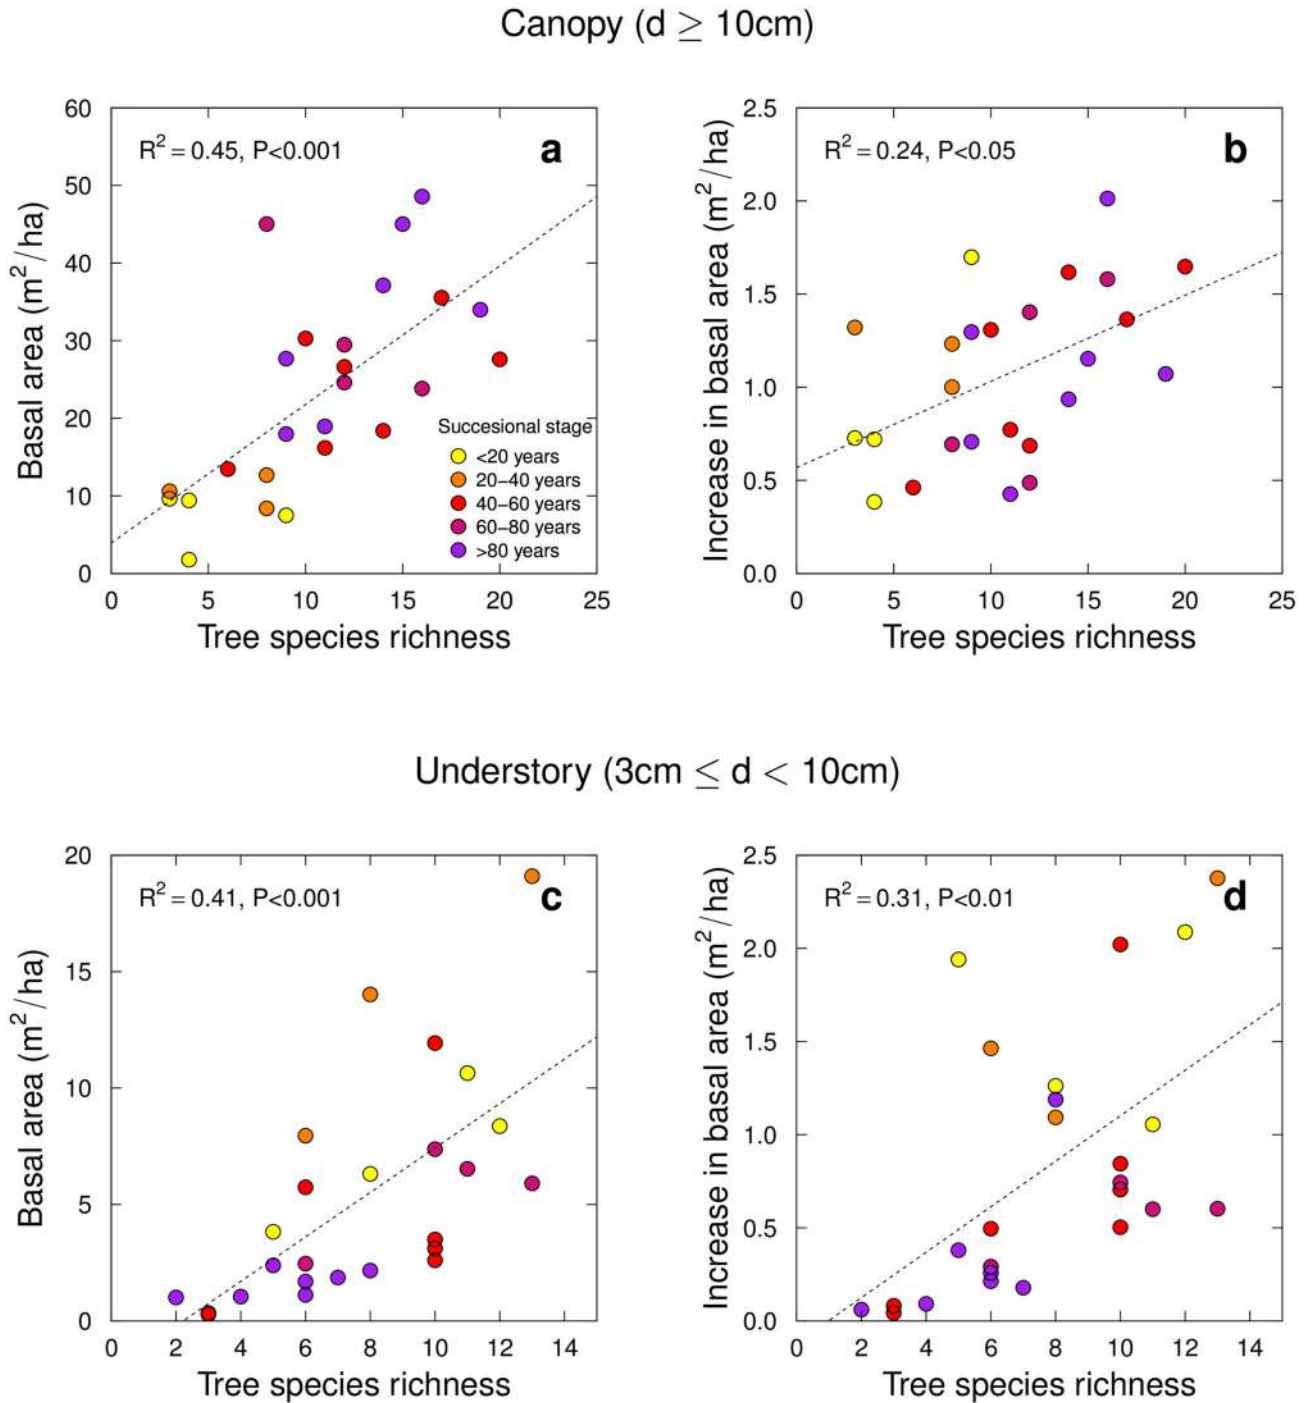 Canopy (d ≥ 10cm)
60
50
40
30
20
10
0
Basal area (m²/ha)
R² = 0.45, P<0.001
a
Succesional stage
<20 years
20−40 years
40−60 years
60−80 years
>80 years
0 5 10 15 20 25
Tree species richness
2.5
2.0
1.5
1.0
0.5
0.0
Increase in basal area (m²/ha)
R² = 0.24, P<0.05
b
0 5 10 15 20 25
Tree species richness
Understory (3cm ≤ d < 10cm)
20
15
10
5
0
Basal area (m²/ha)
R² = 0.41, P<0.001
c
0 2 4 6 8 10 12 14
Tree species richness
2.5
2.0
1.5
1.0
0.5
0.0
Increase in basal area (m²/ha)
R² = 0.31, P<0.01
d
0 2 4 6 8 10 12 14
Tree species richness